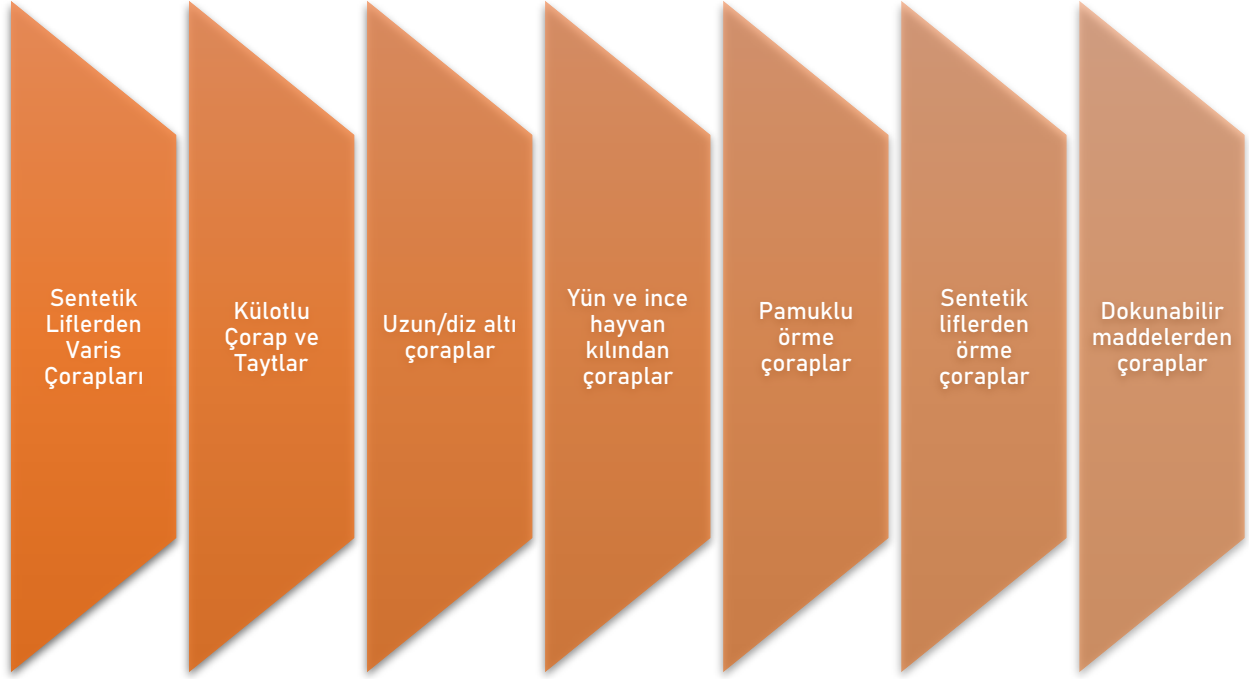 Sentetik
Liflerden
Varis
Çorapları
Külotlu
Çorap ve
Taytlar
Uzun/diz altı
çoraplar
Yün ve ince
hayvan
kılından
çoraplar
Pamuklu
örme
çoraplar
Sentetik
liflerden
örme
çoraplar
Dokunabilir
maddelerden
çoraplar